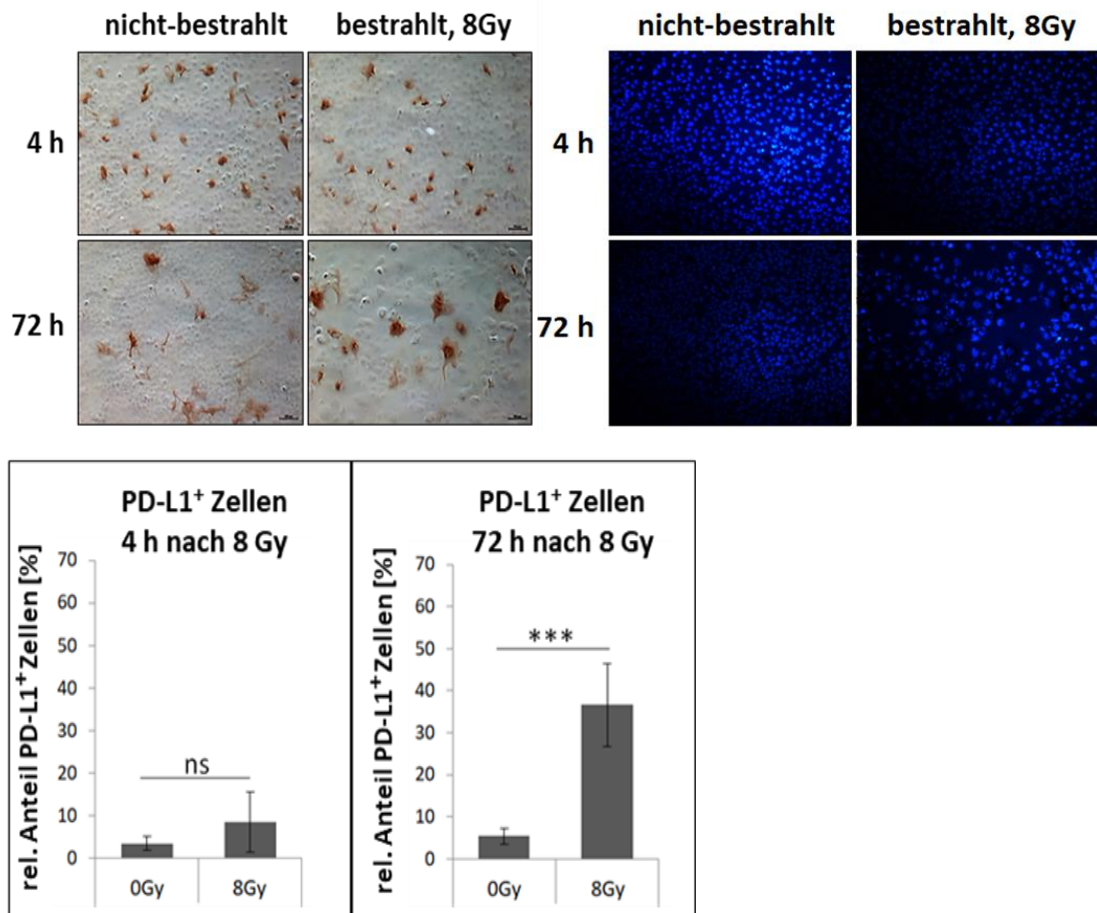 nicht-bestrahlt bestrahlt, 8Gy
nicht-bestrahlt bestrahlt, 8Gy
4 h
4 h
72 h
72 h
PD-L1⁺ Zellen
4 h nach 8 Gy
rel. Anteil PD-L1⁺ Zellen [%]
70
60
50
40
30
20
10
0
ns
0Gy 8Gy
PD-L1⁺ Zellen
72 h nach 8 Gy
rel. Anteil PD-L1⁺ Zellen [%]
70
60
50
40
30
20
10
0
***
0Gy 8Gy